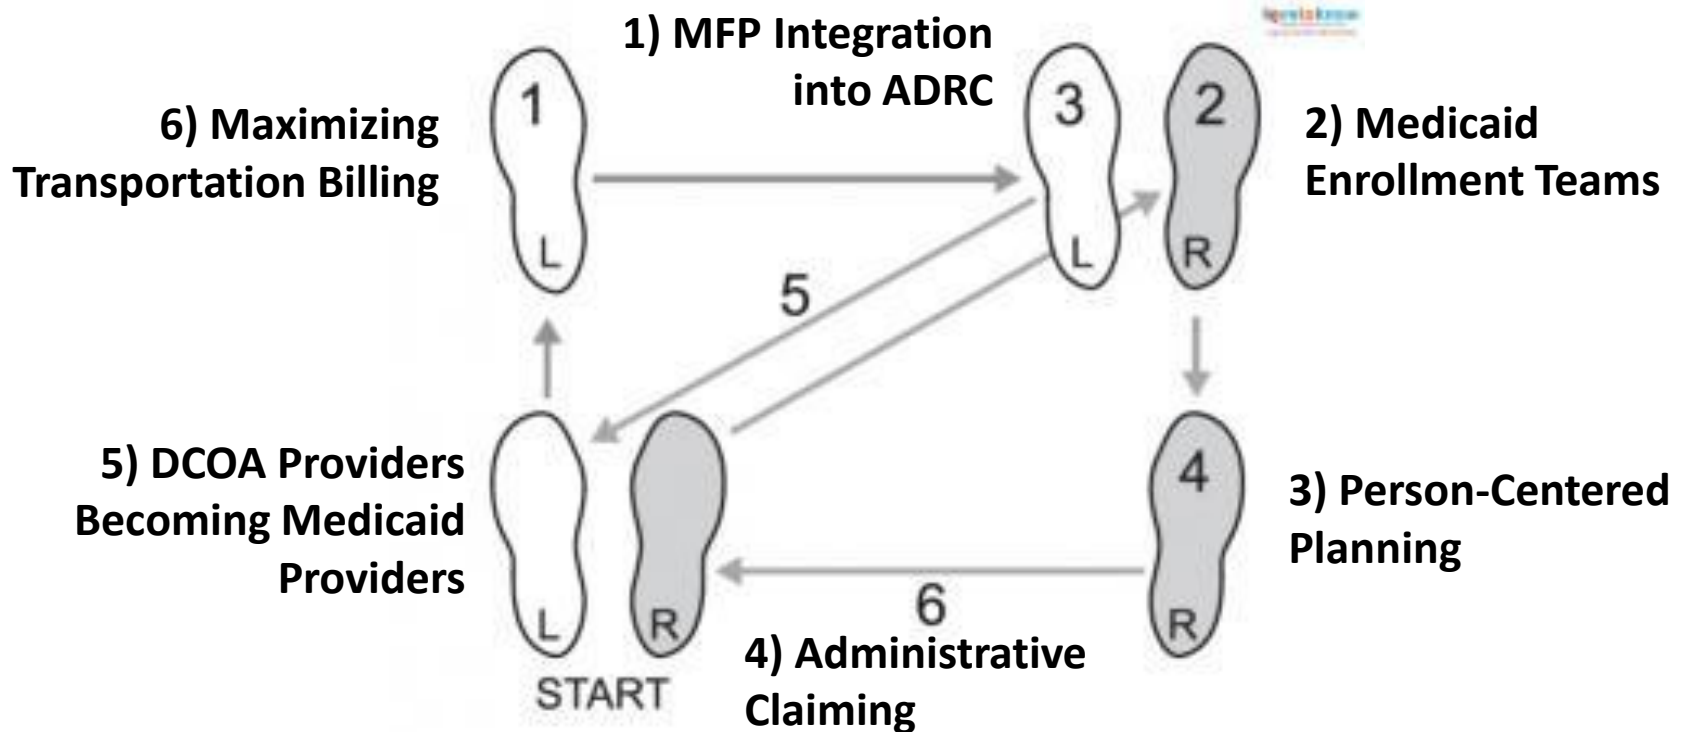 1) MFP Integration
into ADRC
6) Maximizing
Transportation Billing
1
3
2
2) Medicaid
Enrollment Teams
L
L
R
5
5) DCOA Providers
Becoming Medicaid
Providers
4
3) Person-Centered
Planning
6
L
R
R
START
4) Administrative
Claiming